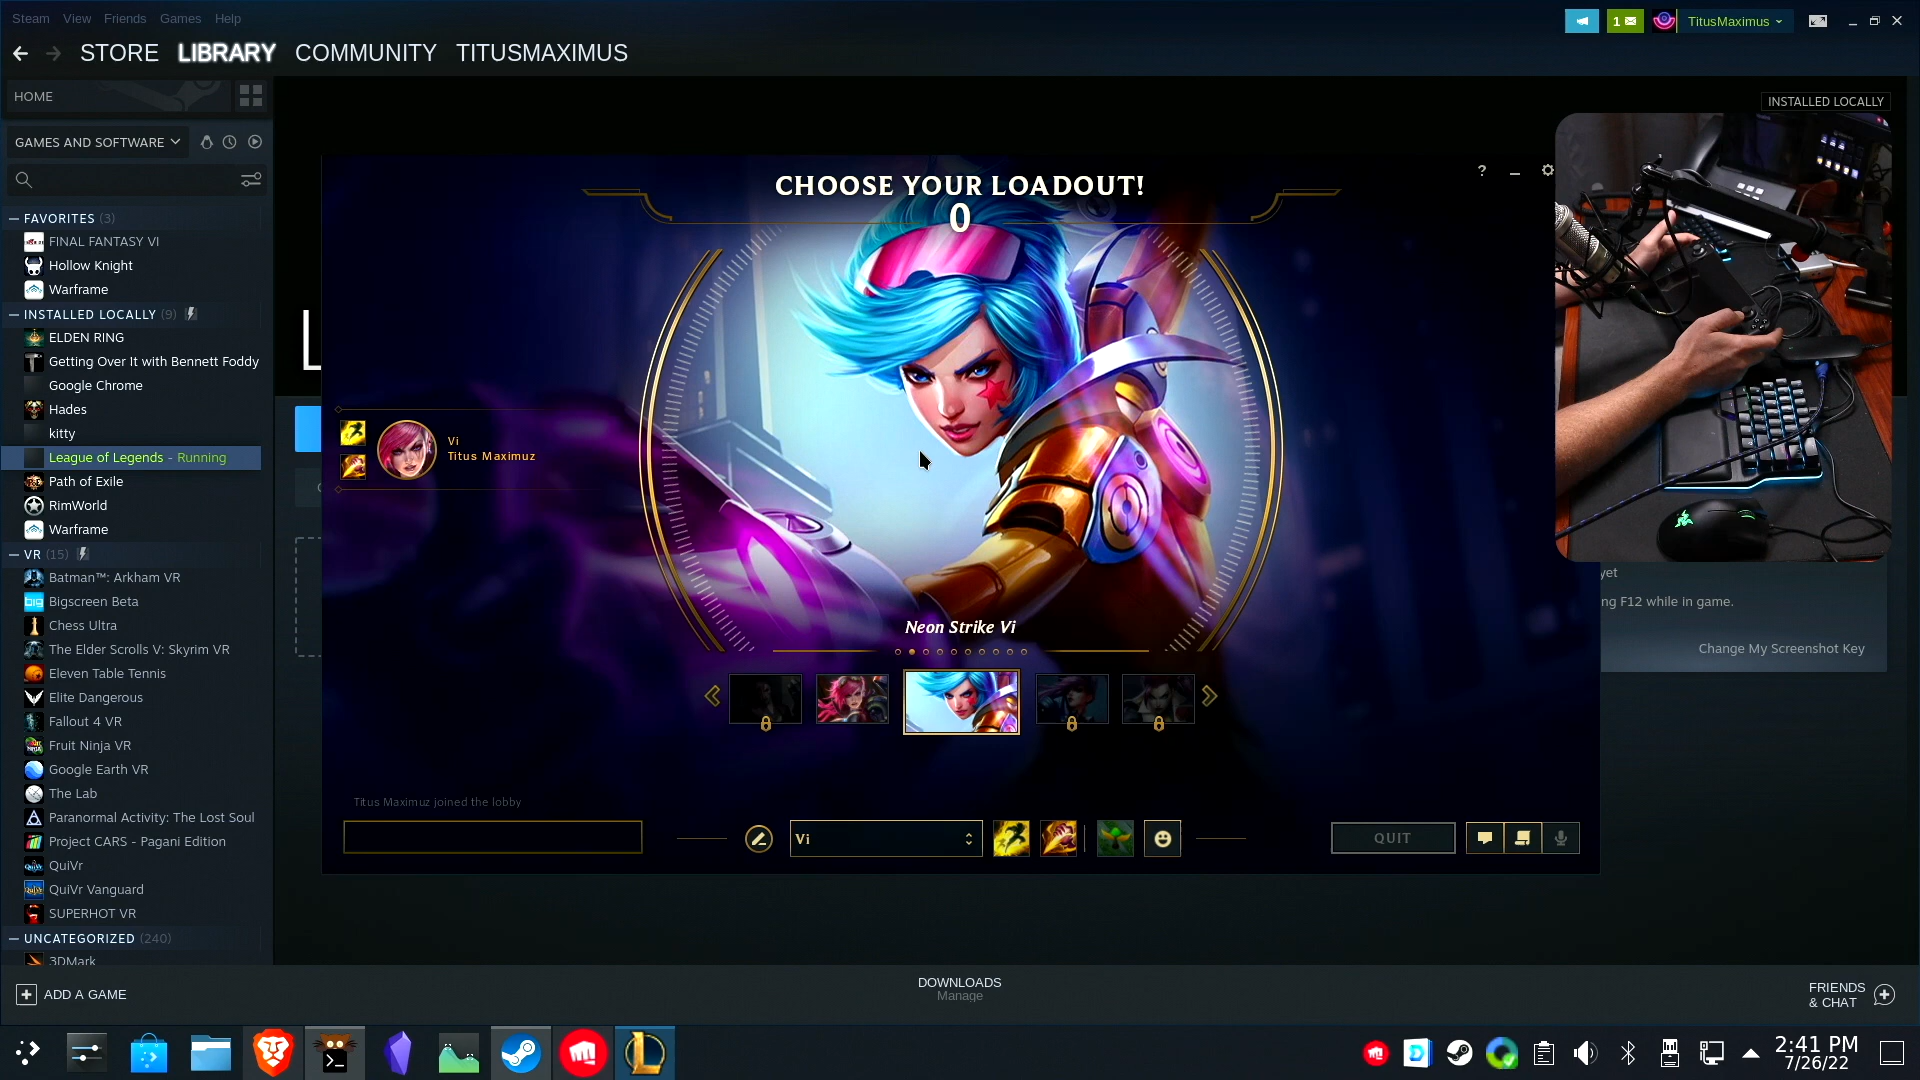 Steam View Friends Games Help
1 TitusMaximus
STORE LIBRARY COMMUNITY TITUSMAXIMUS
HOME
INSTALLED LOCALLY
GAMES AND SOFTWARE
FAVORITES (3)
FINAL FANTASY VI
Hollow Knight
Warframe
INSTALLED LOCALLY (9)
ELDEN RING
Getting Over It with Bennett Foddy
Google Chrome
Hades
kitty
League of Legends - Running
Path of Exile
RimWorld
Warframe
VR (15)
Batman™: Arkham VR
Bigscreen Beta
Chess Ultra
The Elder Scrolls V: Skyrim VR
Eleven Table Tennis
Elite Dangerous
Fallout 4 VR
Fruit Ninja VR
Google Earth VR
The Lab
Paranormal Activity: The Lost Soul
Project CARS - Pagani Edition
QuiVr
QuiVr Vanguard
SUPERHOT VR
UNCATEGORIZED (240)
3DMark
L
CHOOSE YOUR LOADOUT!
0
?
Vi
Titus Maximuz
Neon Strike Vi
Titus Maximuz joined the lobby
Vi
QUIT
yet
ng F12 while in game.
Change My Screenshot Key
ADD A GAME
DOWNLOADS
Manage
FRIENDS
& CHAT
2:41 PM
7/26/22